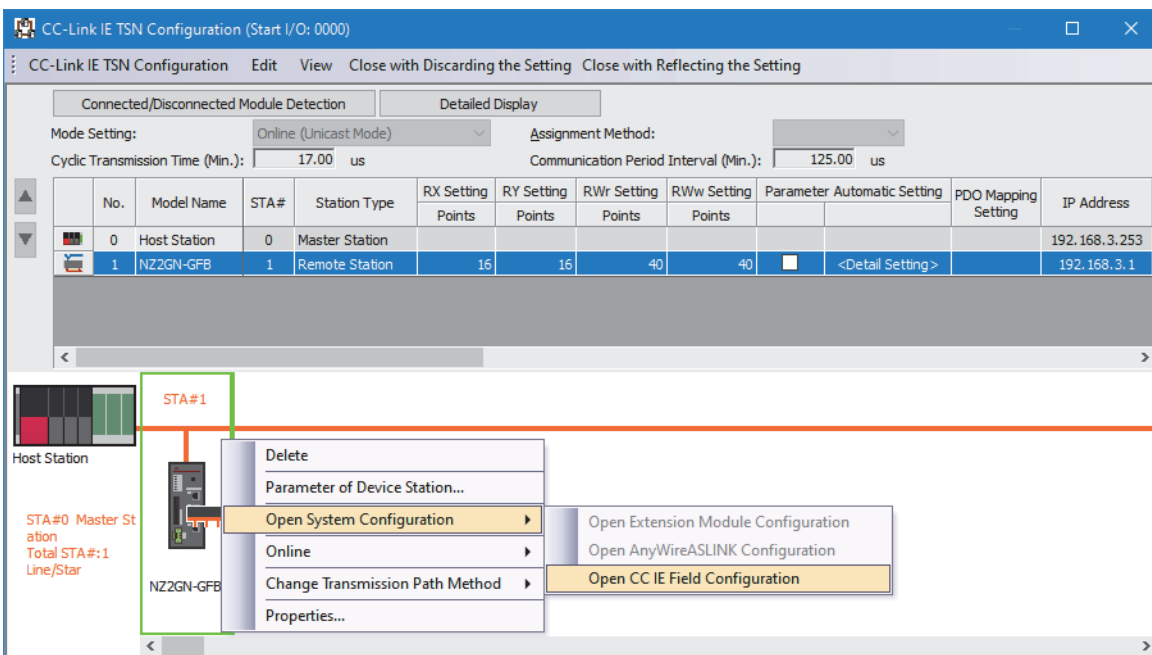 CC-Link IE TSN Configuration (Start I/O: 0000)
CC-Link IE TSN Configuration Edit View Close with Discarding the Setting Close with Reflecting the Setting
Connected/Disconnected Module Detection Detailed Display
Mode Setting: Online (Unicast Mode) Assignment Method:
Cyclic Transmission Time (Min.): 17.00 us Communication Period Interval (Min.): 125.00 us
No. Model Name STA# Station Type RX Setting RY Setting RWr Setting RWw Setting Parameter Automatic Setting PDO Mapping Setting IP Address
Points Points Points Points
0 Host Station 0 Master Station 192.168.3.253
1 NZ2GN-GFB 1 Remote Station 16 16 40 40 <Detail Setting> 192.168.3.1
STA#1
Host Station
STA#0 Master St
ation
Total STA#:1
Line/Star
NZ2GN-GFB
Delete
Parameter of Device Station...
Open System Configuration
Online
Change Transmission Path Method
Properties...
Open Extension Module Configuration
Open AnyWireASLINK Configuration
Open CC IE Field Configuration